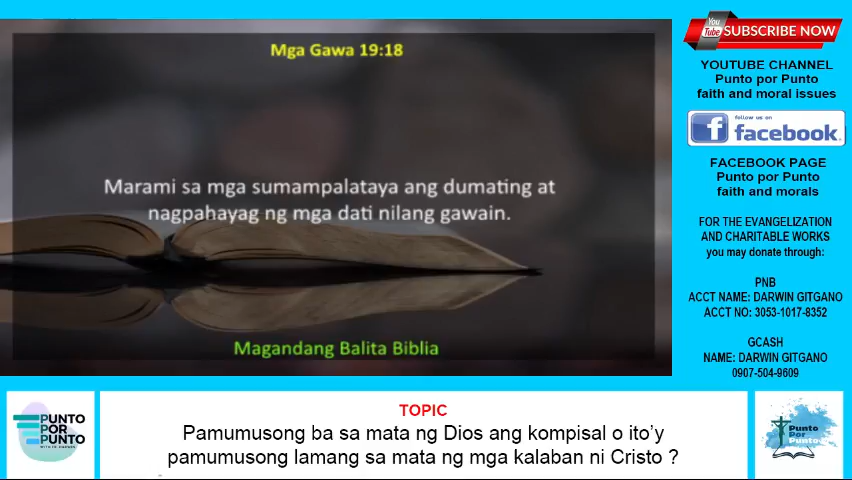 Mga Gawa 19:18
Marami sa mga sumampalataya ang dumating at
nagpahayag ng mga dati nilang gawain.
Magandang Balita Biblia
You
Tube
SUBSCRIBE NOW
YOUTUBE CHANNEL
Punto por Punto
faith and moral issues
follow us on
facebook.
FACEBOOK PAGE
Punto por Punto
faith and morals
FOR THE EVANGELIZATION
AND CHARITABLE WORKS
you may donate through:
PNB
ACCT NAME: DARWIN GITGANO
ACCT NO: 3053-1017-8352
GCASH
NAME: DARWIN GITGANO
0907-504-9609
PUNTO
POR
PUNTO
TOPIC
Pamumusong ba sa mata ng Dios ang kompisal o ito'y
pamumusong lamang sa mata ng mga kalaban ni Cristo ?
Punto
Por
Punto